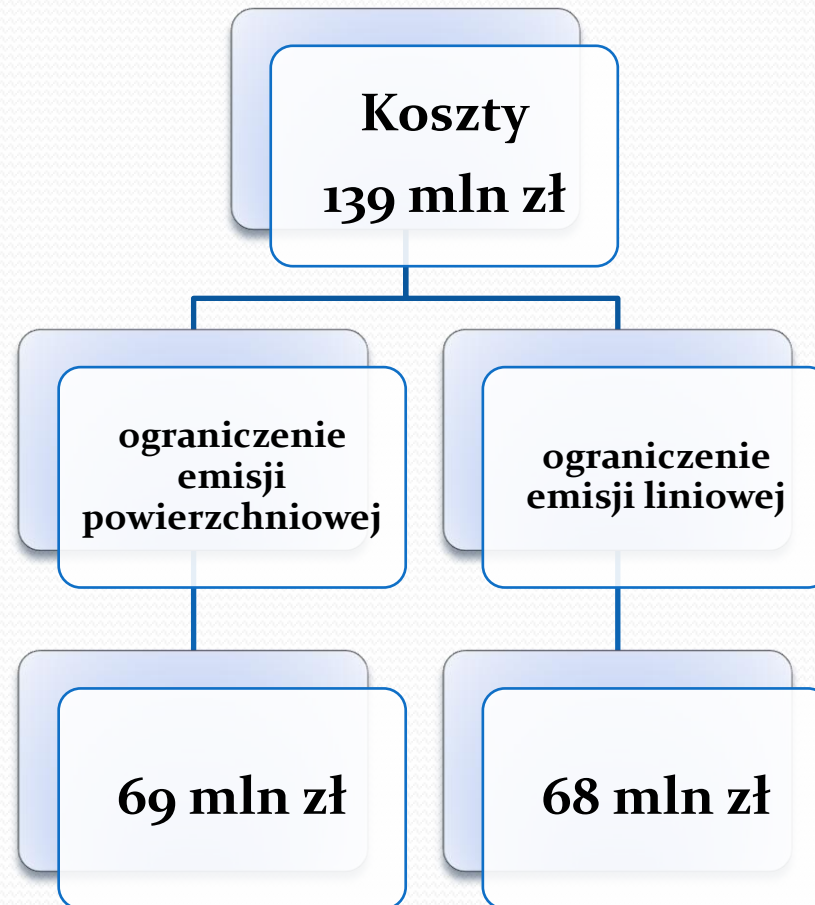 Koszty
139 mln zł
ograniczenie
emisji
powierzchniowej
ograniczenie
emisji liniowej
69 mln zł
68 mln zł